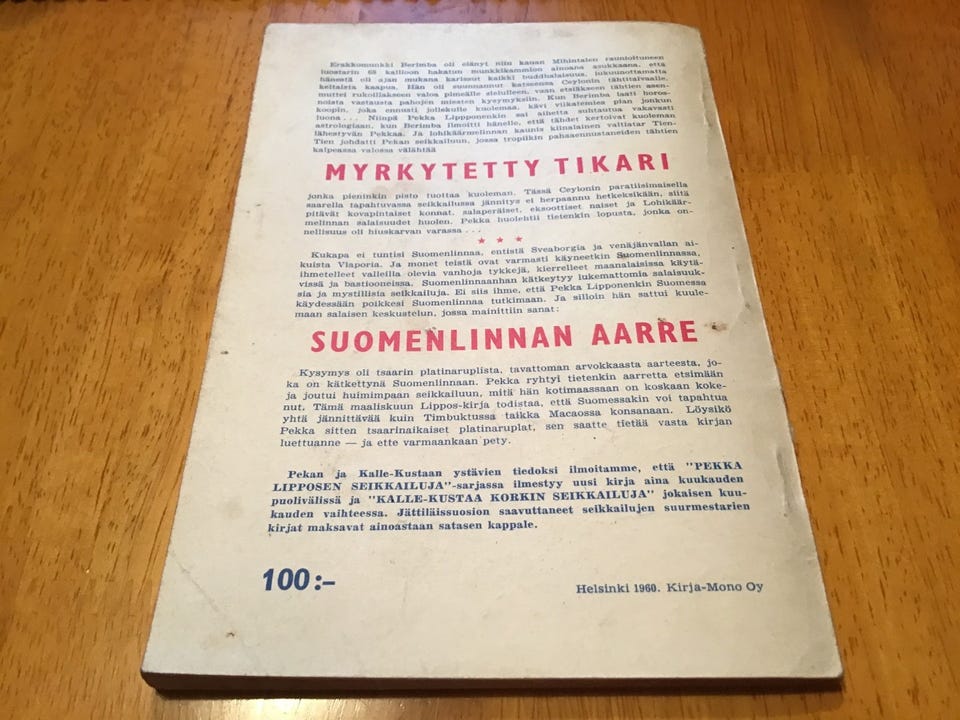 Erakkomunkki Berimba oli elänyt niin kauan Mihintalen raunioituneen
luostarin 68 kallioon hakatun munkkikammion ainoana asukkaana, että
hänestä oli ajan mukana karissut kaikki buddhalaisuus, lukuunottamatta
keltaista kaapua. Hän oli suunnannut katseensa Ceylonin tähtitaivaalle,
muttei rukoillakseen valoa pimeälle sielulleen, vaan etsiäkseen tähtien asen-
noista vastausta pahojen miesten kysymyksiin. Kun Berimba laati horos-
koopin, joka ennusti jollekulle kuolemaa, kävi viikatemies pian jonkun
luona... Niinpä Pekka Lippponenkin sai aihetta suhtautua vakavasti
astrologiaan, kun Berimba ilmoitti hänelle, että tähdet kertoivat kuoleman
lähestyvän Pekkaa. Ja lohikäärmelinnan kaunis kiinalainen valtiatar Tien-
Tien johdatti Pekan seikkailuun, jossa tropiikin pahaenneustaneiden tähtien
kalpeassa valossa välähtää
MYRKYTETTY TIKARI
jonka pieninkin pisto tuottaa kuoleman. Tässä Ceylonin paratiisimaisella
saarella tapahtuvassa seikkailussa jännitys ei herpaannu hetkeksikään, siitä
pitävät kovapintaiset konnat, salaperäiset, eksoottiset naiset ja Lohikäär-
melinnan salaisuudet huolen. Pekka huolehtii tietenkin lopusta, jonka on-
nellisuus oli hiuskarvan varassa...
★ ★ ★
Kukapa ei tuntisi Suomenlinnaa, entistä Sveaborgia ja venäjänvallan ai-
kuista Viaporia. Ja monet teistä ovat varmasti käyneetkin Suomenlinnassa,
ihmetelleet valleilla olevia vanhoja tykkejä, kierrelleet maanalaisissa käytä-
vissä ja bastioneissa. Suomenlinnaanhan kätkeytyy lukemattomia salaisuuk-
sia ja mystillisiä seikkailuja. Ei siis ihme, että Pekka Lipponenkin Suomessa
käydessään poikkesi Suomenlinnaa tutkimaan. Ja silloin hän sattui kuule-
maan salaisen keskustelun, jossa mainittiin sanat:
SUOMENLINNAN AARRE
Kysymys oli tsaarin platinaruplista, tavattoman arvokkaasta aarteesta, jo-
ka on kätkettynä Suomenlinnaan. Pekka ryhtyi tietenkin aarretta etsimään
ja joutui huimimpaan seikkailuun, mitä hän kotimaassaan on koskaan koke-
nut. Tämä maaliskuun Lippos-kirja todistaa, että Suomessakin voi tapahtua
yhtä jännittävää kuin Timbuktussa taikka Macaossa konsanaan. Löysikö
Pekka sitten tsaarinaikaiset platinaruplat, sen saatte tietää vasta kirjan
luettuanne — ja ette varmaankaan pety.
Pekan ja Kalle-Kustaan ystävien tiedoksi ilmoitamme, että "PEKKA
LIPPOSEN SEIKKAILUJA"-sarjassa ilmestyy uusi kirja aina kuukauden
puolivälissä ja "KALLE-KUSTAA KORKIN SEIKKAILUJA" jokaisen kuu-
kauden vaihteessa. Jättiläissuosion saavuttaneet seikkailujen suurmestarien
kirjat maksavat ainoastaan satasen kappale.
100:–
Helsinki 1960. Kirja-Mono Oy